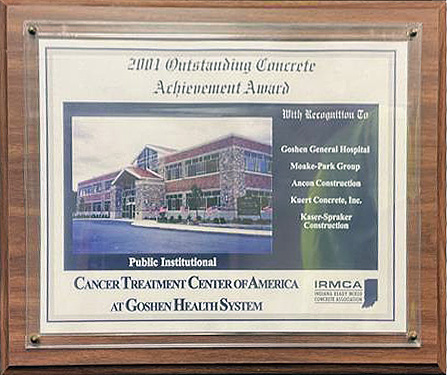 2001 Outstanding Concrete
Achievement Award
With Recognition To
Goshen General Hospital
Moake-Park Group
Ancon Construction
Kuert Concrete, Inc.
Kaser-Spraker
Construction
Public Institutional
CANCER TREATMENT CENTER OF AMERICA
AT GOSHEN HEALTH SYSTEM
IRMCA
INDIANA READY MIXED
CONCRETE ASSOCIATION